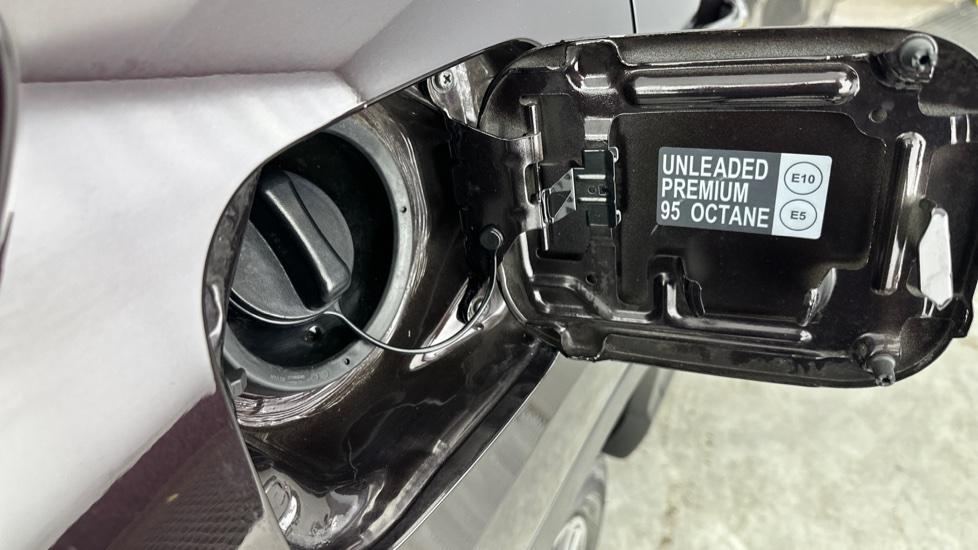 UNLEADED
PREMIUM
95 OCTANE
E10
E5